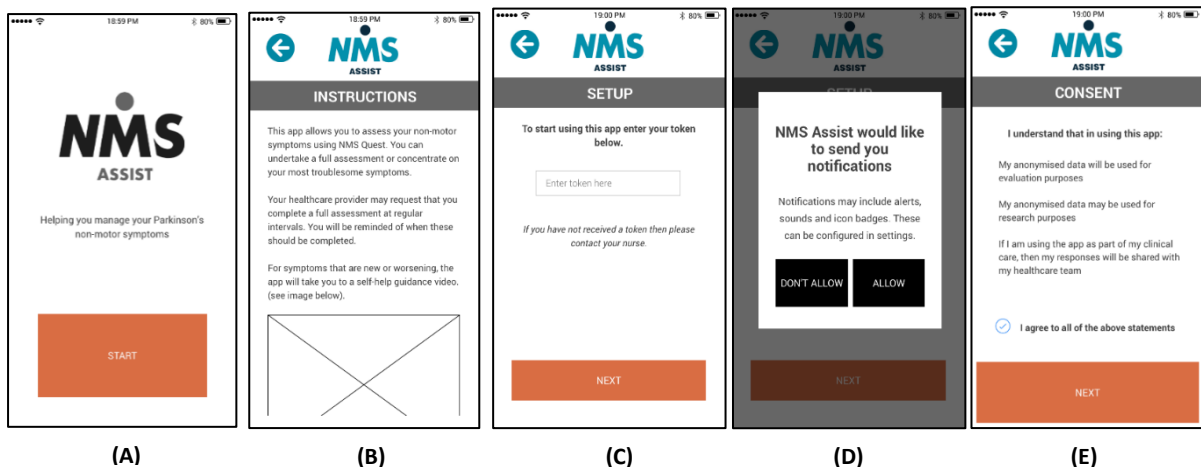 18:59 PM
80%
NMS
ASSIST
Helping you manage your Parkinson's
non-motor symptoms
START
(A)
18:59 PM
80%
NMS
ASSIST
INSTRUCTIONS
This app allows you to assess your non-motor
symptoms using NMS Quest. You can
undertake a full assessment or concentrate on
your most troublesome symptoms.
Your healthcare provider may request that you
complete a full assessment at regular
intervals. You will be reminded of when these
should be completed.
For symptoms that are new or worsening, the
app will take you to a self-help guidance video.
(see image below).
(B)
19:00 PM
80%
NMS
ASSIST
SETUP
To start using this app enter your token
below.
Enter token here
If you have not received a token then please
contact your nurse.
NEXT
(C)
19:00 PM
80%
NMS
ASSIST
SETUP
NMS Assist would like
to send you
notifications
Notifications may include alerts,
sounds and icon badges. These
can be configured in settings.
DON'T ALLOW
ALLOW
NEXT
(D)
19:00 PM
80%
NMS
ASSIST
CONSENT
I understand that in using this app:
My anonymised data will be used for
evaluation purposes
My anonymised data may be used for
research purposes
If I am using the app as part of my clinical
care, then my responses will be shared with
my healthcare team
I agree to all of the above statements
NEXT
(E)